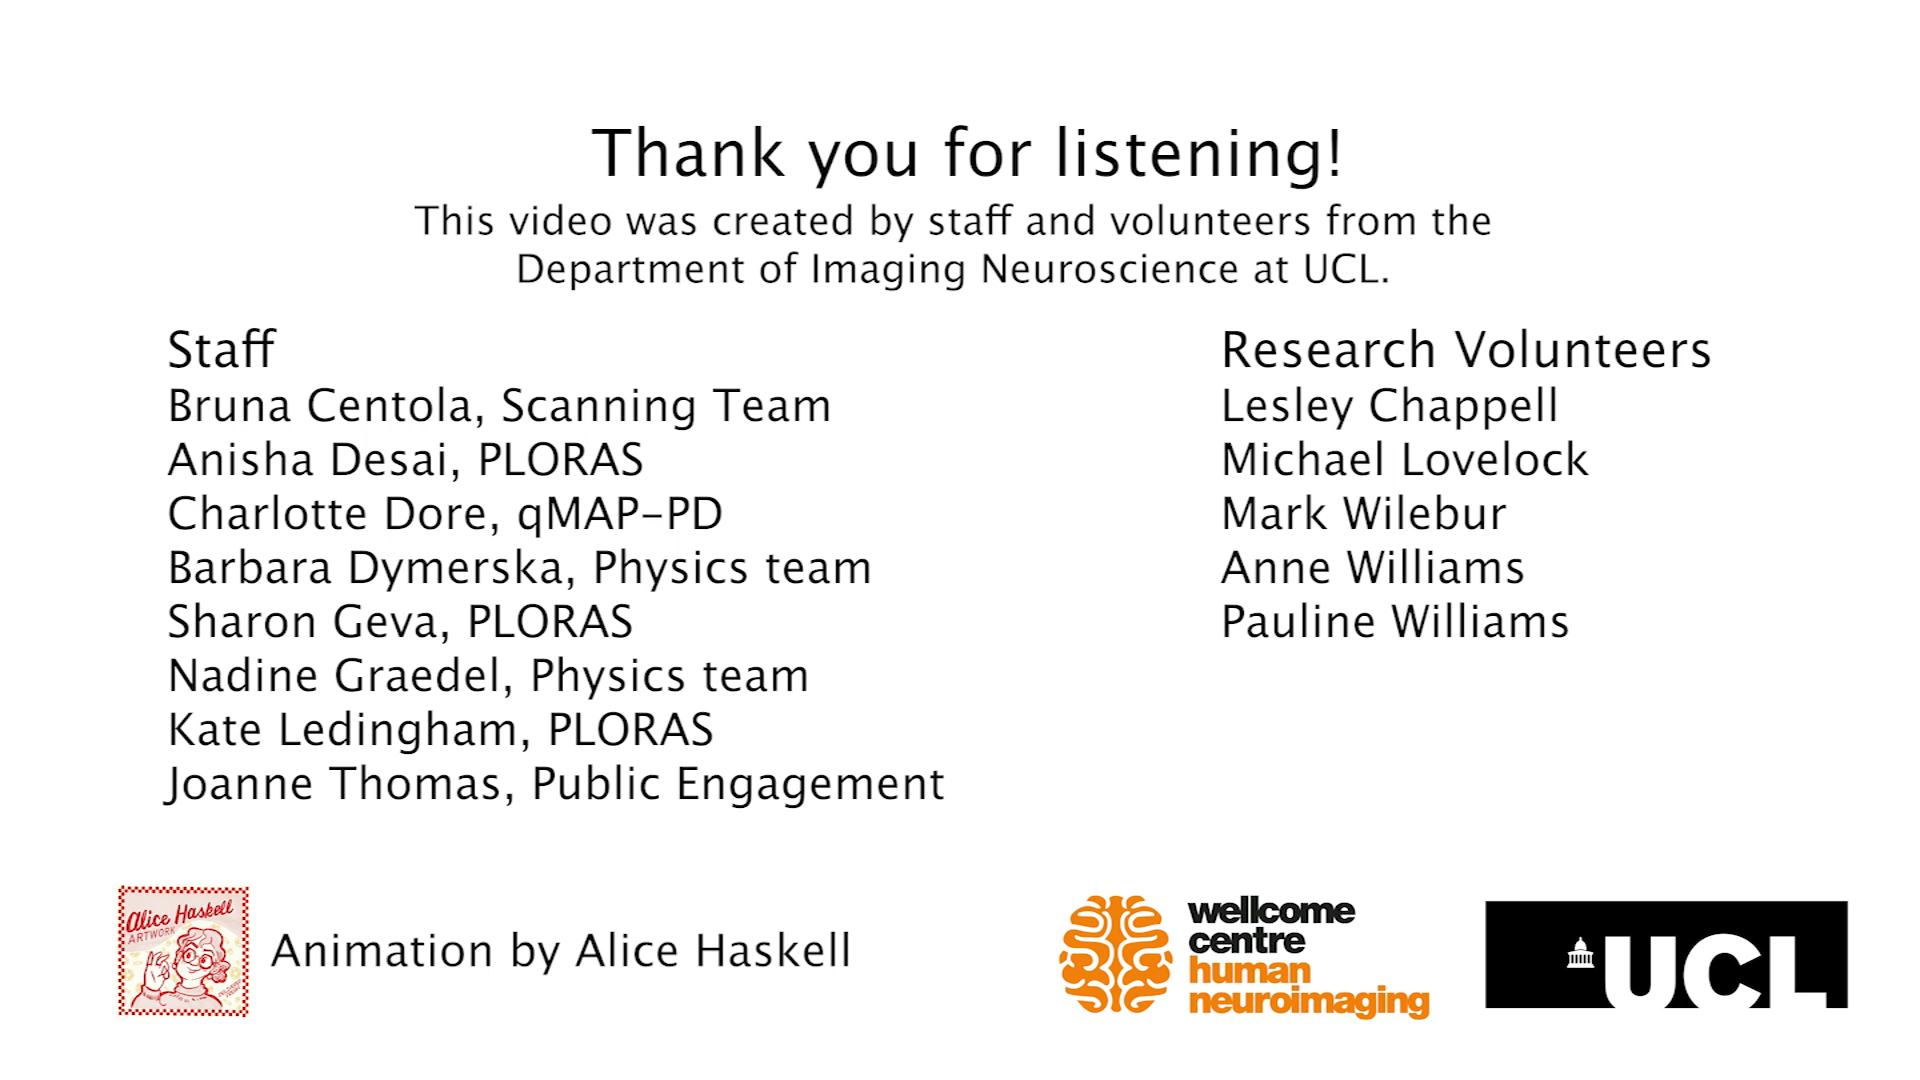 Thank you for listening!
This video was created by staff and volunteers from the
Department of Imaging Neuroscience at UCL.
Staff
Bruna Centola, Scanning Team
Anisha Desai, PLORAS
Charlotte Dore, qMAP-PD
Barbara Dymerska, Physics team
Sharon Geva, PLORAS
Nadine Graedel, Physics team
Kate Ledingham, PLORAS
Joanne Thomas, Public Engagement
Research Volunteers
Lesley Chappell
Michael Lovelock
Mark Wilebur
Anne Williams
Pauline Williams
Alice Haskell
ARTWORK
Animation by Alice Haskell
wellcome
centre
human
neuroimaging
UCL